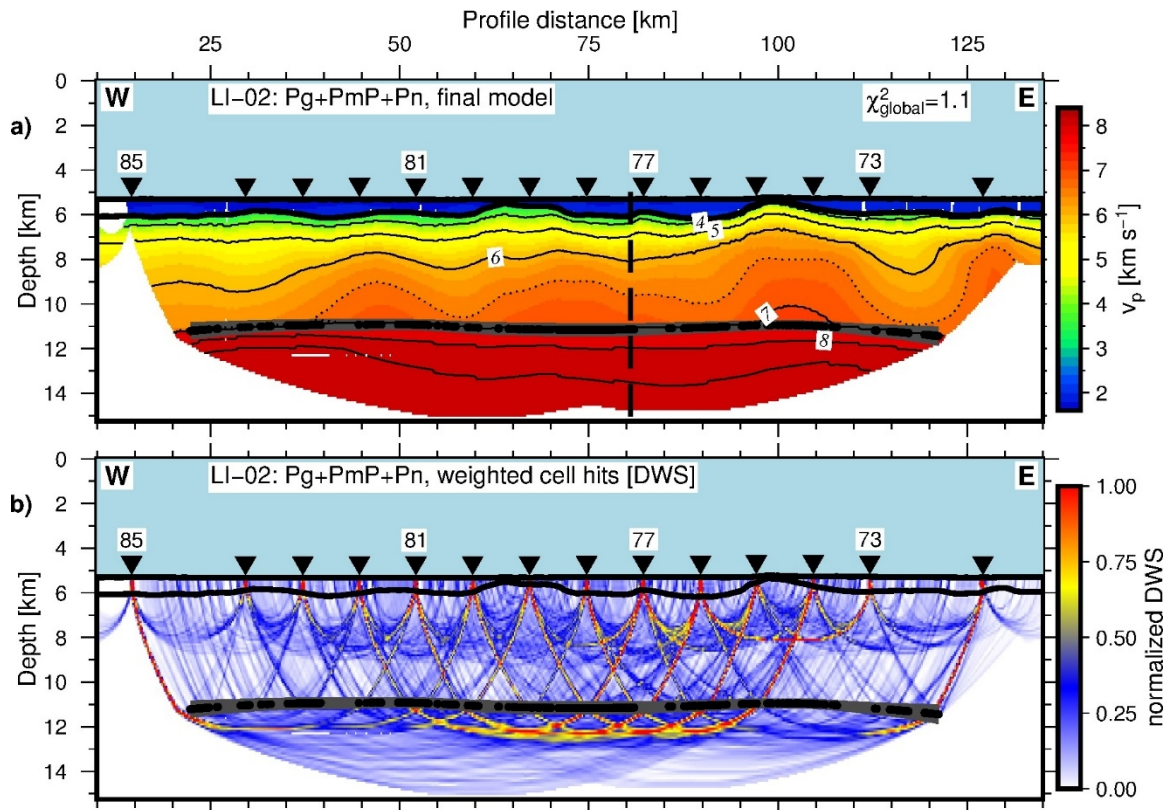 Profile distance [km]
25 50 75 100 125
a)
W LI-02: Pg+PmP+Pn, final model χ²global=1.1 E
85 81 77 73
Depth [km]
0
2
4
6
8
10
12
14
4
5
6
7
8
vp [km s⁻¹]
8
7
6
5
4
3
2
b)
W LI-02: Pg+PmP+Pn, weighted cell hits [DWS] E
85 81 77 73
Depth [km]
0
2
4
6
8
10
12
14
normalized DWS
1.00
0.75
0.50
0.25
0.00